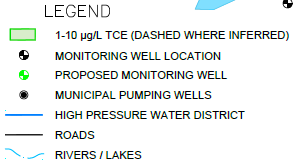 LEGEND
1-10 µg/L TCE (DASHED WHERE INFERRED)
MONITORING WELL LOCATION
PROPOSED MONITORING WELL
MUNICIPAL PUMPING WELLS
HIGH PRESSURE WATER DISTRICT
ROADS
RIVERS / LAKES